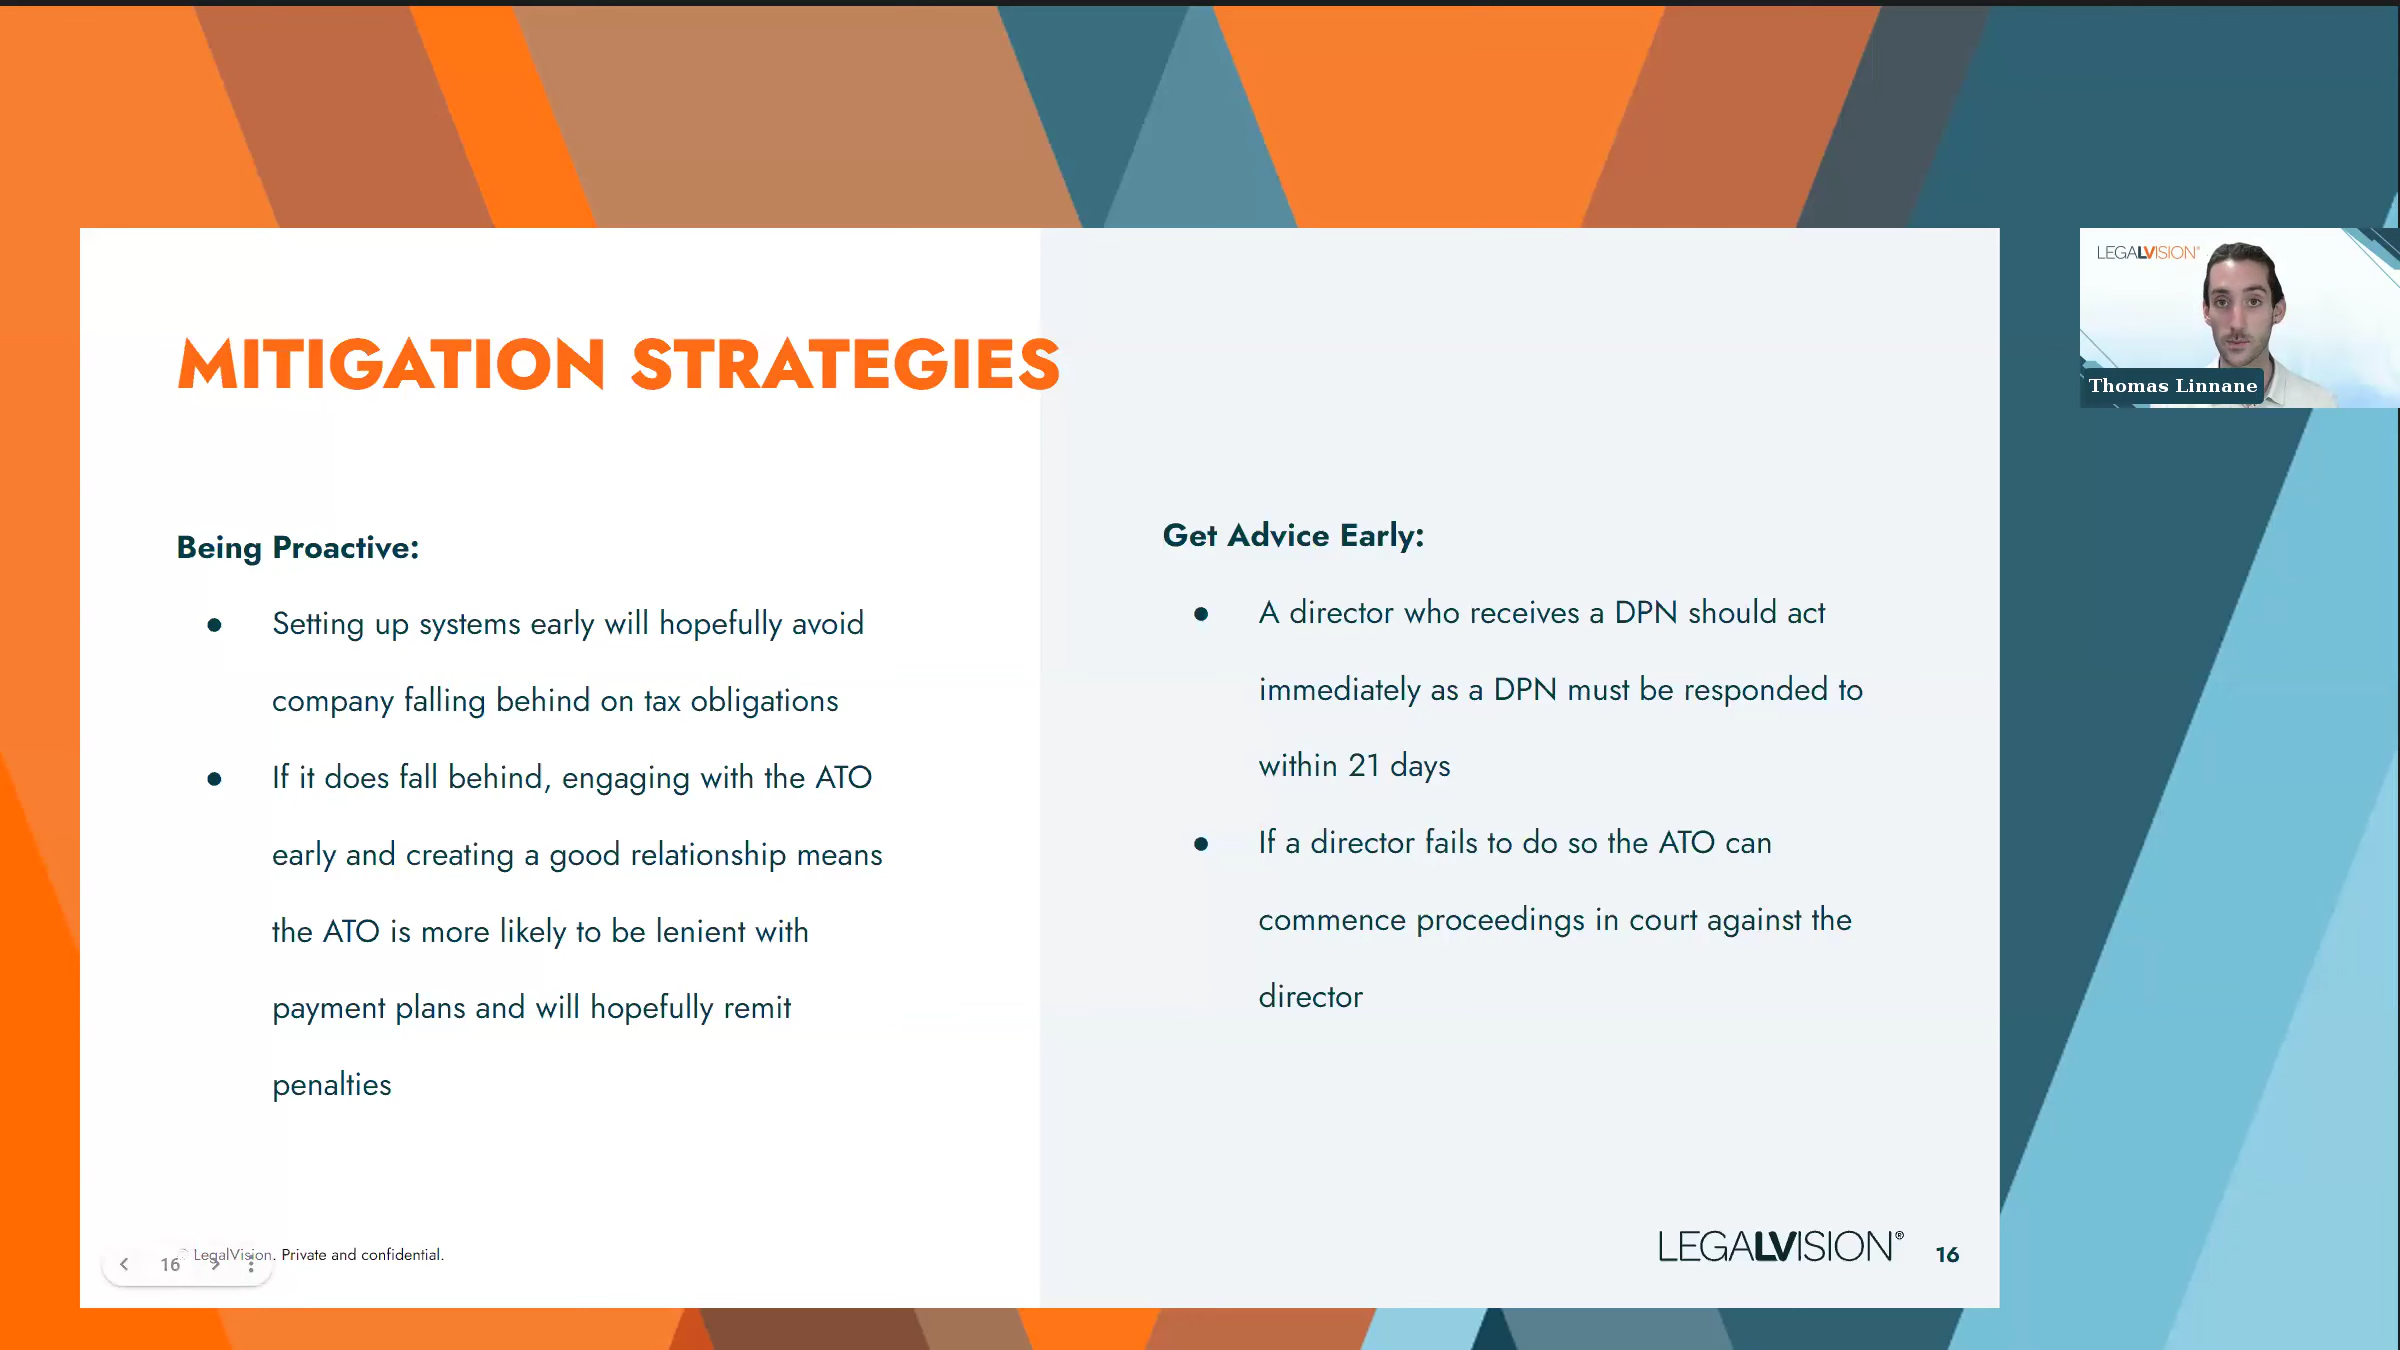 MITIGATION STRATEGIES
Being Proactive:
● Setting up systems early will hopefully avoid
company falling behind on tax obligations
● If it does fall behind, engaging with the ATO
early and creating a good relationship means
the ATO is more likely to be lenient with
payment plans and will hopefully remit
penalties
Get Advice Early:
● A director who receives a DPN should act
immediately as a DPN must be responded to
within 21 days
● If a director fails to do so the ATO can
commence proceedings in court against the
director
© LegalVision. Private and confidential.
16
LEGALVISION®
16
LEGALVISION®
Thomas Linnane